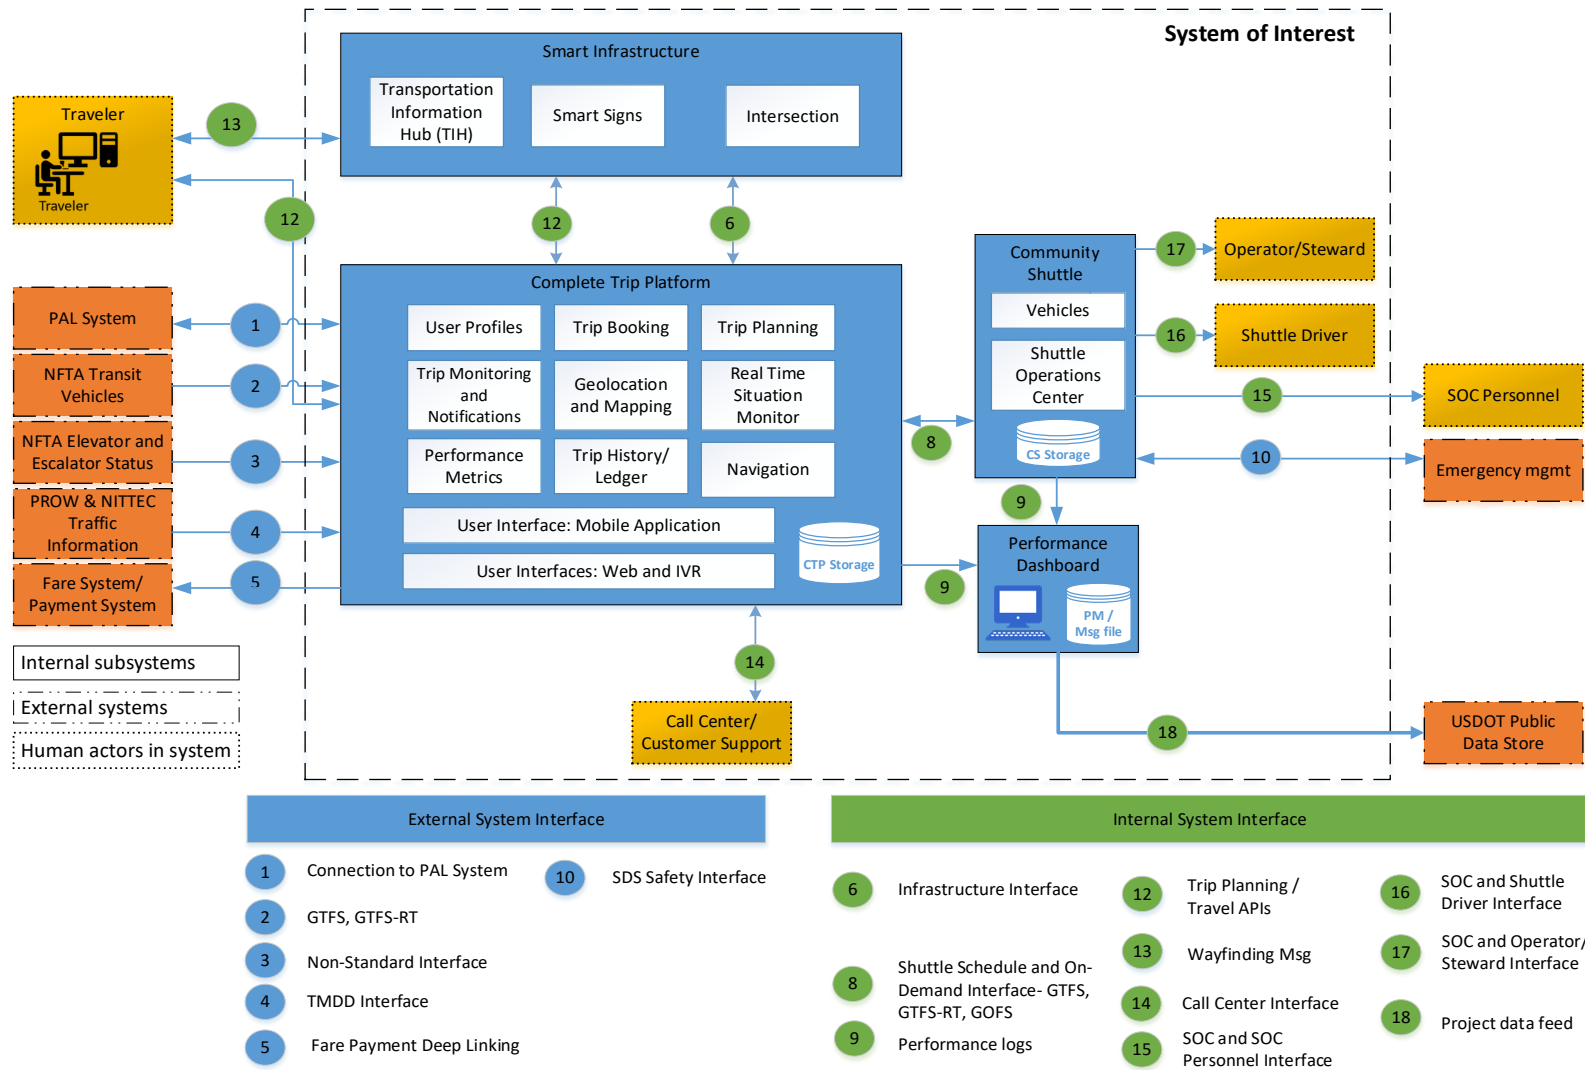 System of Interest
Smart Infrastructure
Transportation
Information
Hub (TIH)
Smart Signs
Intersection
Traveler
Traveler
13
12
12
6
Complete Trip Platform
User Profiles
Trip Booking
Trip Planning
Trip Monitoring
and
Notifications
Geolocation
and Mapping
Real Time
Situation
Monitor
Performance
Metrics
Trip History/
Ledger
Navigation
User Interface: Mobile Application
User Interfaces: Web and IVR
CTP Storage
PAL System
1
NFTA Transit
Vehicles
2
NFTA Elevator and
Escalator Status
3
PROW & NITTEC
Traffic
Information
4
Fare System/
Payment System
5
Community
Shuttle
Vehicles
Shuttle
Operations
Center
CS Storage
17
Operator/Steward
16
Shuttle Driver
15
SOC Personnel
10
Emergency mgmt
8
9
9
Performance
Dashboard
PM /
Msg file
14
Call Center/
Customer Support
18
USDOT Public
Data Store
Internal subsystems
External systems
Human actors in system
External System Interface
1 Connection to PAL System
2 GTFS, GTFS-RT
3 Non-Standard Interface
4 TMDD Interface
5 Fare Payment Deep Linking
10 SDS Safety Interface
Internal System Interface
6 Infrastructure Interface
8 Shuttle Schedule and On-
Demand Interface- GTFS,
GTFS-RT, GOFS
9 Performance logs
12 Trip Planning /
Travel APIs
13 Wayfinding Msg
14 Call Center Interface
15 SOC and SOC
Personnel Interface
16 SOC and Shuttle
Driver Interface
17 SOC and Operator/
Steward Interface
18 Project data feed